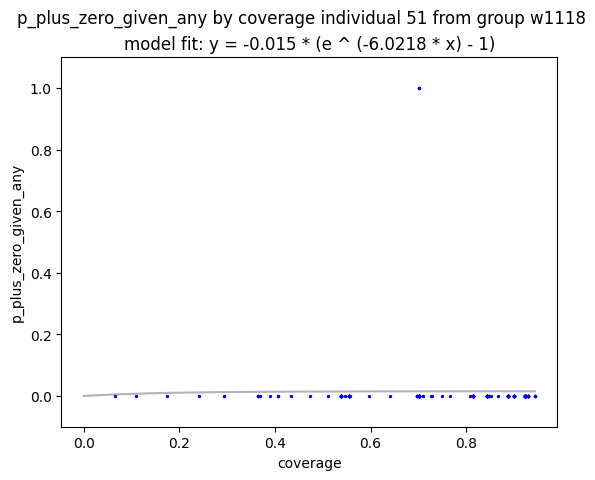 p_plus_zero_given_any by coverage individual 51 from group w1118
model fit: y = -0.015 * (e ^ (-6.0218 * x) - 1)
1.0
0.8
0.6
0.4
0.2
0.0
p_plus_zero_given_any
0.0 0.2 0.4 0.6 0.8
coverage